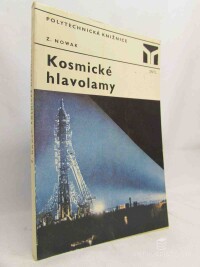 POLYTECHNICKÁ KNIŽNICE
Z. NOWAK
Kosmické
hlavolamy